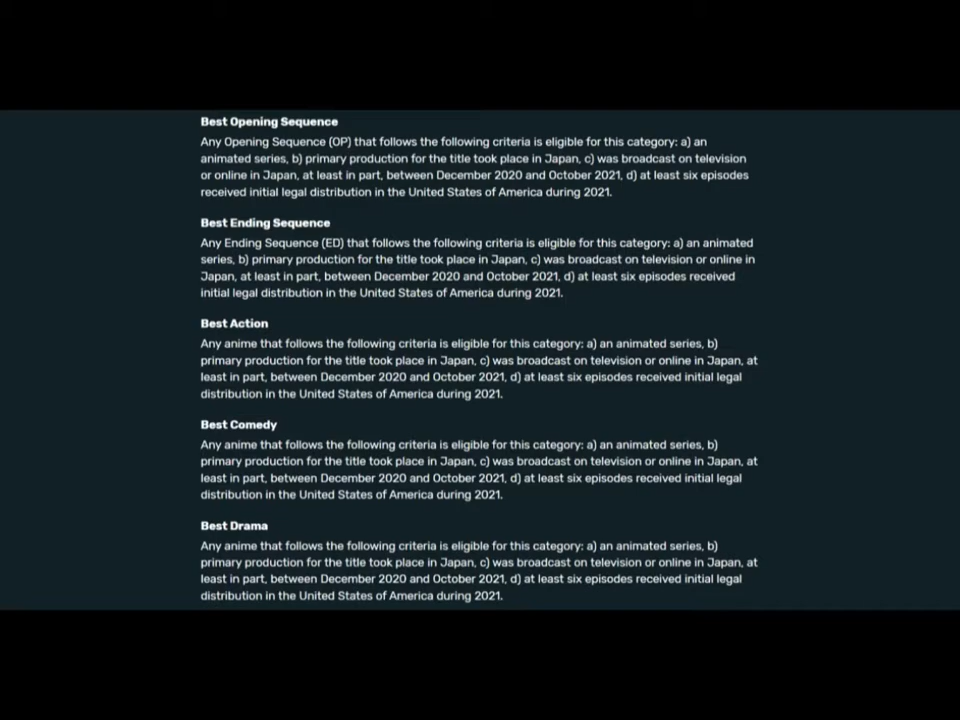 Best Opening Sequence
Any Opening Sequence (OP) that follows the following criteria is eligible for this category: a) an
animated series, b) primary production for the title took place in Japan, c) was broadcast on television
or online in Japan, at least in part, between December 2020 and October 2021, d) at least six episodes
received initial legal distribution in the United States of America during 2021.
Best Ending Sequence
Any Ending Sequence (ED) that follows the following criteria is eligible for this category: a) an animated
series, b) primary production for the title took place in Japan, c) was broadcast on television or online in
Japan, at least in part, between December 2020 and October 2021, d) at least six episodes received
initial legal distribution in the United States of America during 2021.
Best Action
Any anime that follows the following criteria is eligible for this category: a) an animated series, b)
primary production for the title took place in Japan, c) was broadcast on television or online in Japan, at
least in part, between December 2020 and October 2021, d) at least six episodes received initial legal
distribution in the United States of America during 2021.
Best Comedy
Any anime that follows the following criteria is eligible for this category: a) an animated series, b)
primary production for the title took place in Japan, c) was broadcast on television or online in Japan, at
least in part, between December 2020 and October 2021, d) at least six episodes received initial legal
distribution in the United States of America during 2021.
Best Drama
Any anime that follows the following criteria is eligible for this category: a) an animated series, b)
primary production for the title took place in Japan, c) was broadcast on television or online in Japan, at
least in part, between December 2020 and October 2021, d) at least six episodes received initial legal
distribution in the United States of America during 2021.